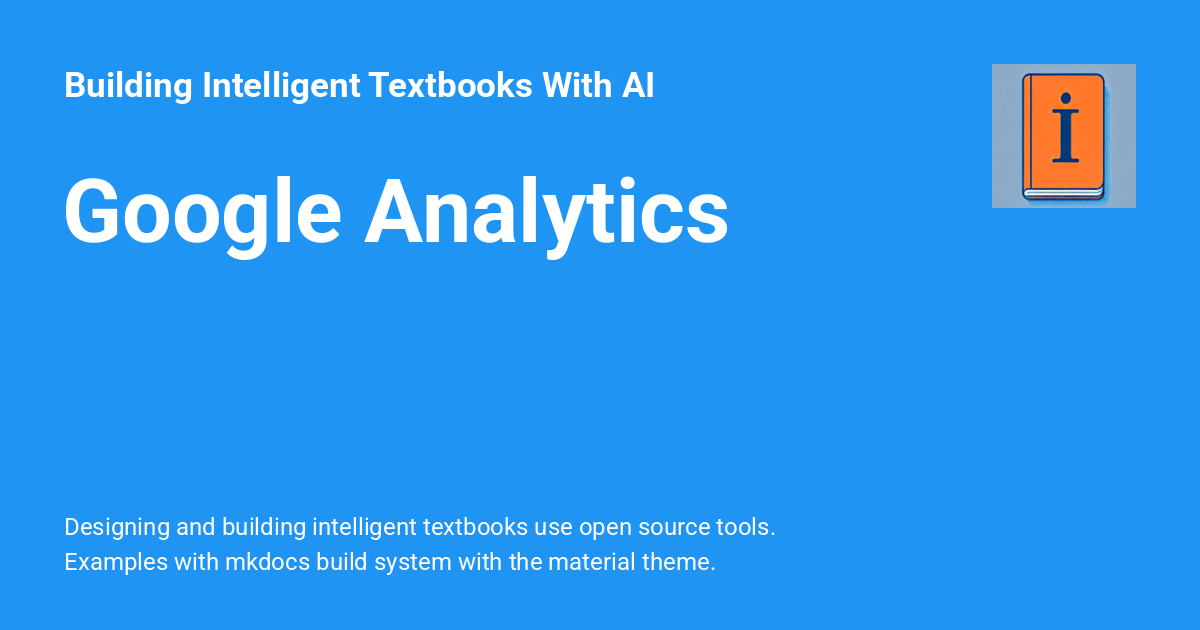 Building Intelligent Textbooks With AI
i
Google Analytics
Designing and building intelligent textbooks use open source tools.
Examples with mkdocs build system with the material theme.